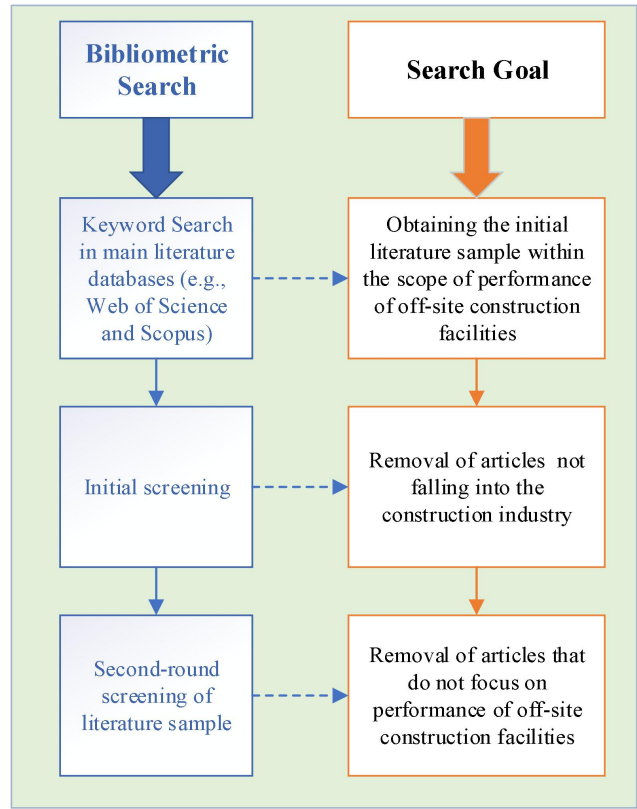 Bibliometric
Search
Search Goal
Keyword Search
in main literature
databases (e.g.,
Web of Science
and Scopus)
Obtaining the initial
literature sample within
the scope of performance
of off-site construction
facilities
Initial screening
Removal of articles  not
falling into the
construction industry
Second-round
screening of
literature sample
Removal of articles that
do not focus on
performance of off-site
construction facilities